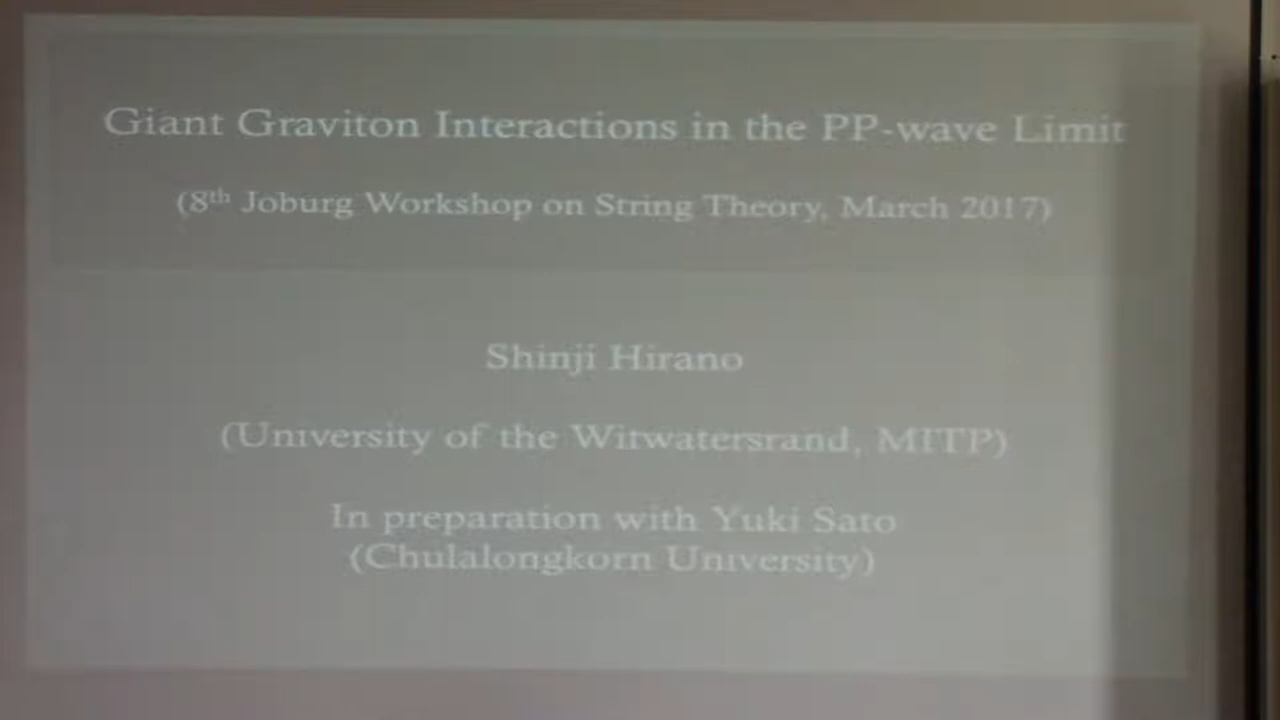 Giant Graviton Interactions in the PP-wave Limit
(8th Joburg Workshop on String Theory, March 2017)
Shinji Hirano
(University of the Witwatersrand, MITP)
In preparation with Yuki Sato
(Chulalongkorn University)